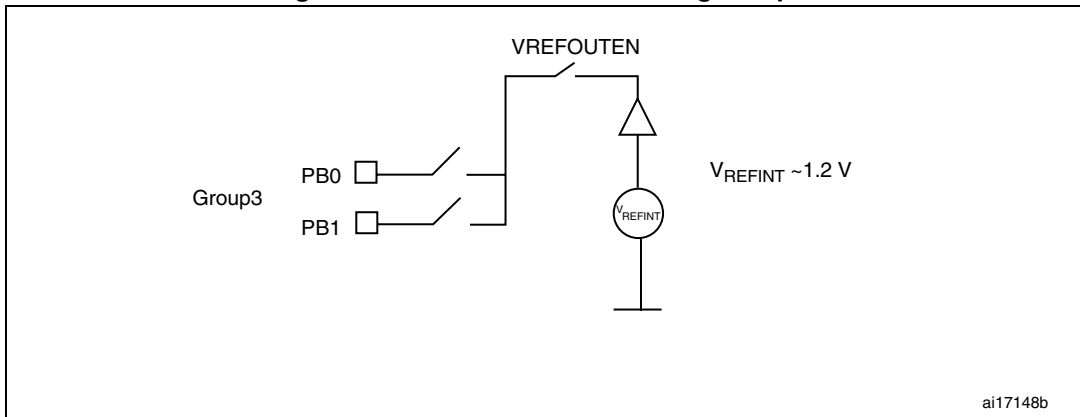 VREFOUTEN
PB0
VREFINT ~1.2 V
Group3
VREFINT
PB1
ai17148b